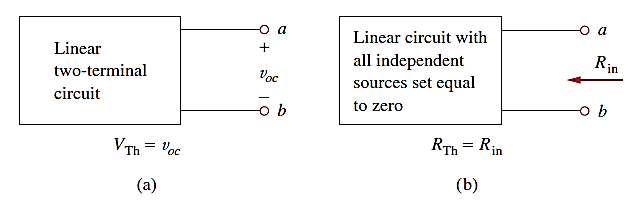 Linear
two-terminal
circuit
a
+
v_oc
−
b
V_Th = v_oc
(a)
Linear circuit with
all independent
sources set equal
to zero
a
R_in
b
R_Th = R_in
(b)